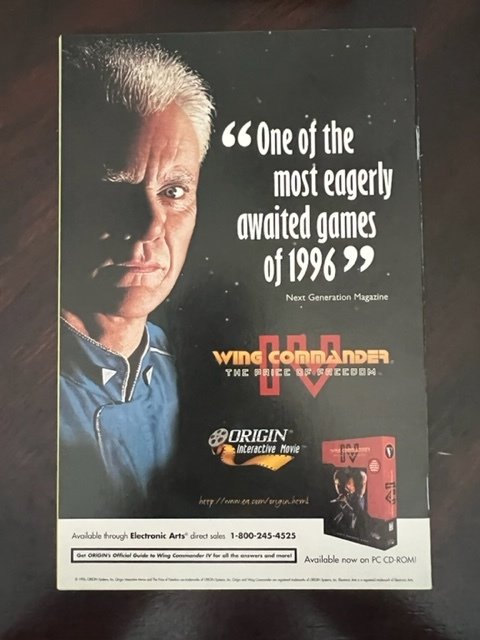 “One of the
most eagerly
awaited games
of 1996”
Next Generation Magazine
WING COMMANDER
IV
THE PRICE OF FREEDOM
ORIGIN
Interactive Movie
http://www.ea.com/origin.html
WING COMMANDER
IV
Available through Electronic Arts® direct sales 1-800-245-4525
Get ORIGIN's Official Guide to Wing Commander IV for all the answers and more!
Available now on PC CD-ROM!